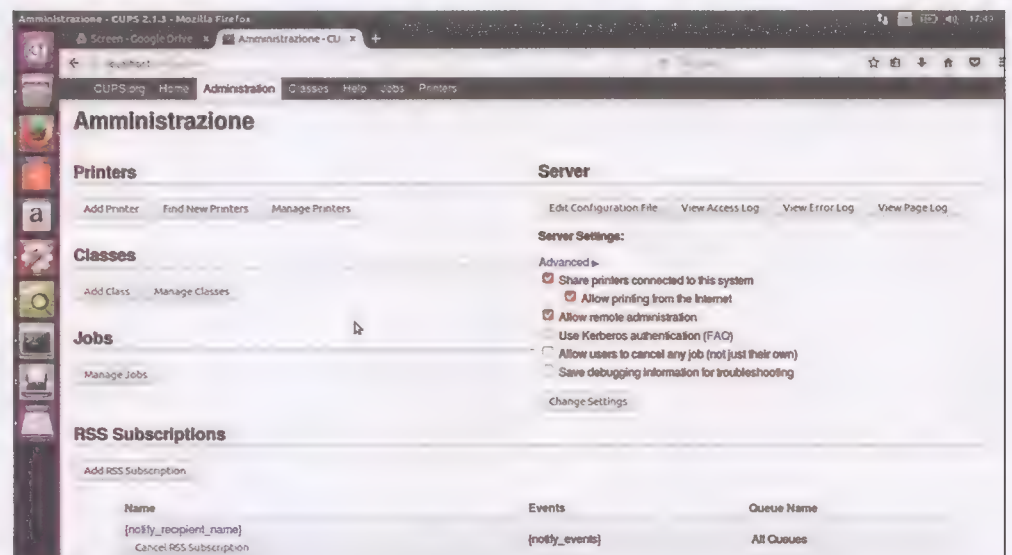 Amministrazione - CUPS 2.1.3 - Mozilla Firefox
17:49
Screen - Google Drive × Amministrazione - CU × +
localhost
CUPS.org Home Administration Classes Help Jobs Printers
Amministrazione
Printers
Add Printer Find New Printers Manage Printers
Classes
Add Class Manage Classes
Jobs
Manage Jobs
Server
Edit Configuration File View Access Log View Error Log View Page Log
Server Settings:
Advanced ▸
Share printers connected to this system
Allow printing from the Internet
Allow remote administration
Use Kerberos authentication (FAQ)
Allow users to cancel any job (not just their own)
Save debugging information for troubleshooting
Change Settings
RSS Subscriptions
Add RSS Subscription
Name Events Queue Name
{notify_recipient_name} {notify_events} All Queues
Cancel RSS Subscription